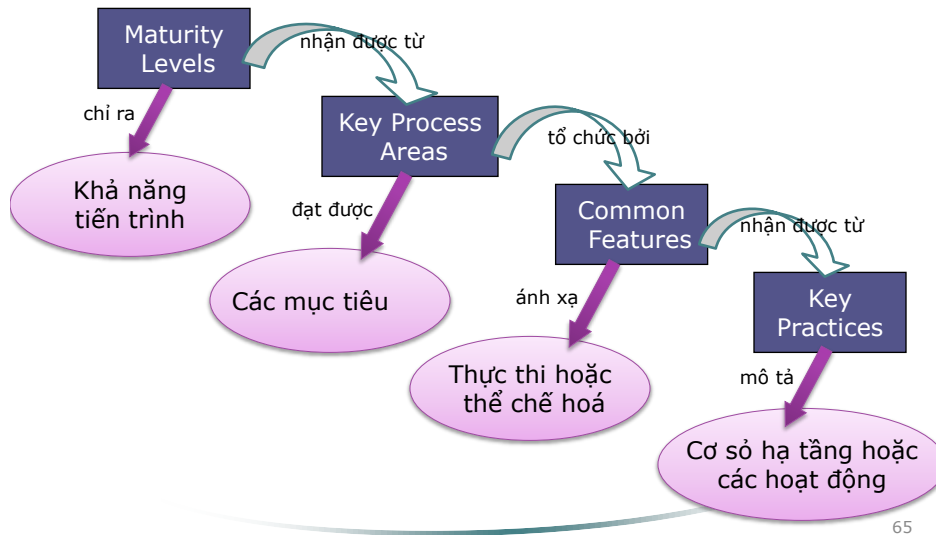 Maturity
Levels
nhận được từ
chỉ ra
Key Process
Areas
tổ chức bởi
Khả năng
tiến trình
đạt được
Common
Features
nhận được từ
Các mục tiêu
ánh xạ
Key
Practices
Thực thi hoặc
thể chế hoá
mô tả
Cơ sỏ hạ tầng hoặc
các hoạt động
65